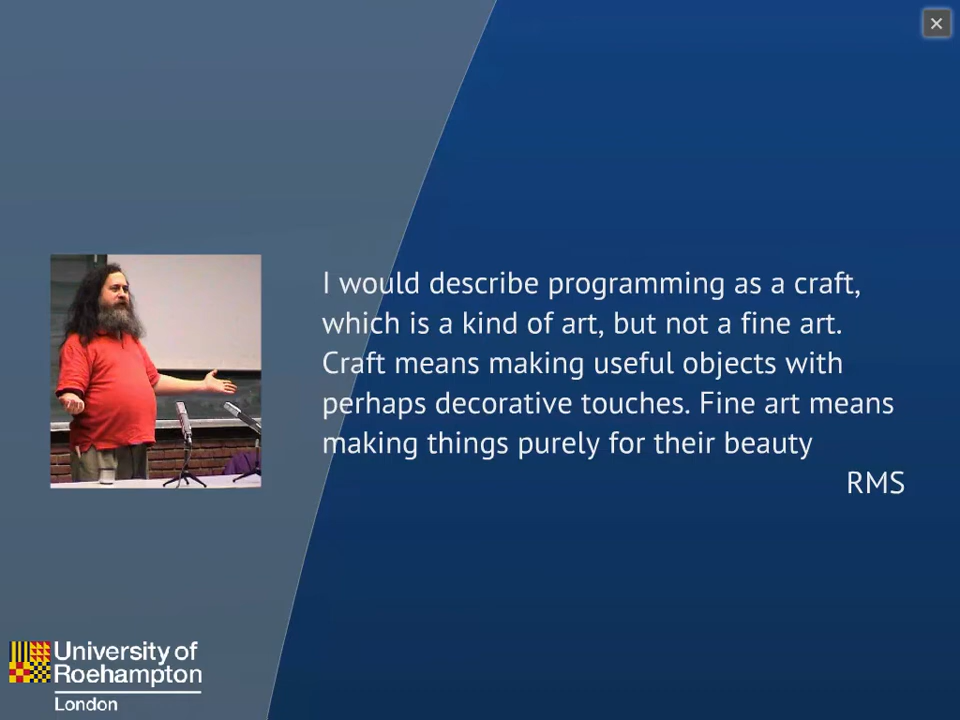 I would describe programming as a craft,
which is a kind of art, but not a fine art.
Craft means making useful objects with
perhaps decorative touches. Fine art means
making things purely for their beauty
RMS
University of
Roehampton
London